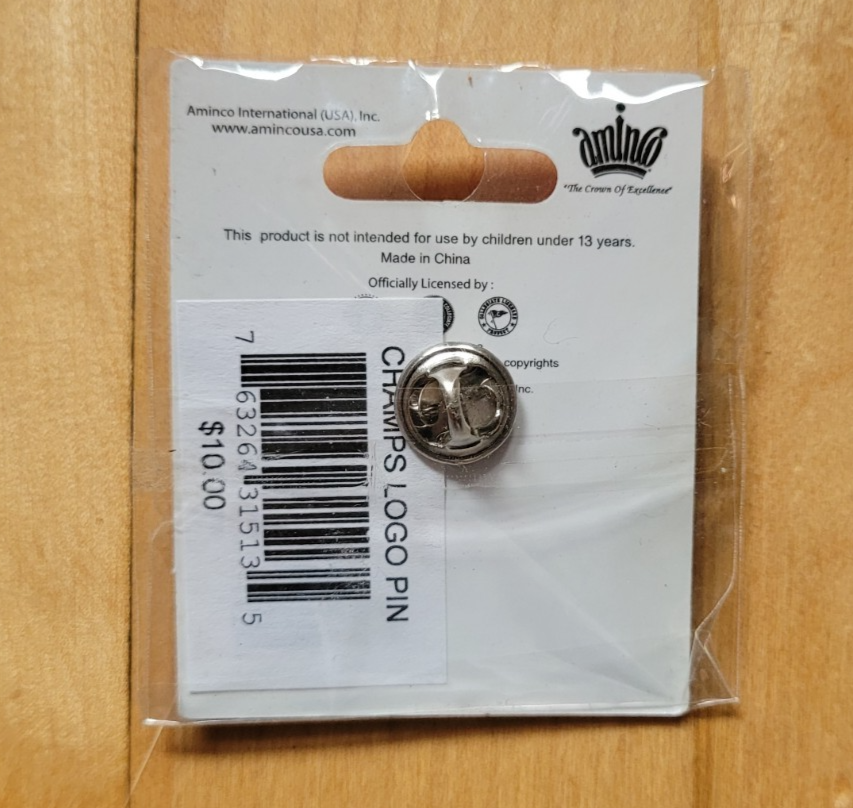 Aminco International (USA), Inc.
www.amincousa.com
aminco
"The Crown Of Excellence"
This product is not intended for use by children under 13 years.
Made in China
Officially Licensed by :
copyrights
Inc.
CHAMPS LOGO PIN
7 63264 31513 5
$10.00